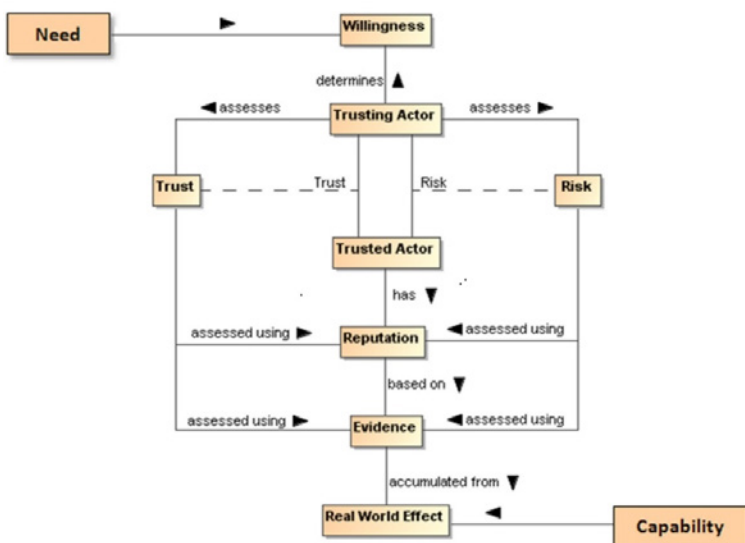 Need
Willingness
determines
assesses
Trusting Actor
assesses
Trust
Trust
Risk
Risk
Trusted Actor
has
assessed using
Reputation
assessed using
based on
assessed using
Evidence
assessed using
accumulated from
Real World Effect
Capability